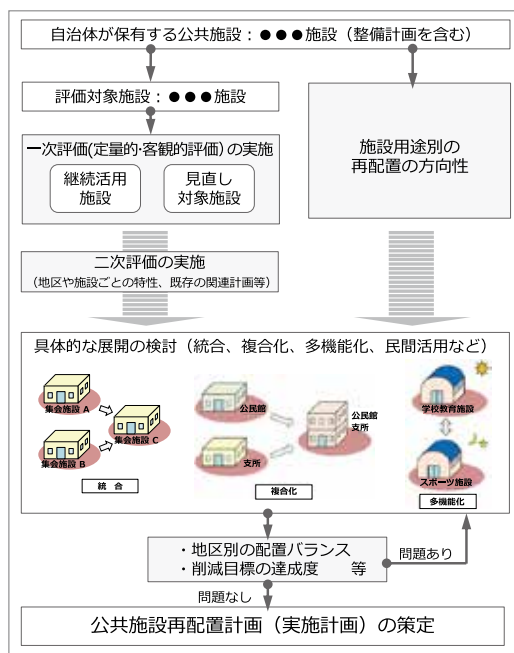 自治体が保有する公共施設：●●●施設（整備計画を含む）
評価対象施設：●●●施設
一次評価(定量的･客観的評価）の実施
継続活用
施設
見直し
対象施設
施設用途別の
再配置の方向性
二次評価の実施
（地区や施設ごとの特性、既存の関連計画等）
具体的な展開の検討（統合、複合化、多機能化、民間活用など）
集会施設 A
集会施設 B
集会施設 C
統　合
公民館
支所
公民館
支所
複合化
学校教育施設
スポーツ施設
多機能化
・地区別の配置バランス
・削減目標の達成度　　等
問題あり
問題なし
公共施設再配置計画（実施計画）の策定